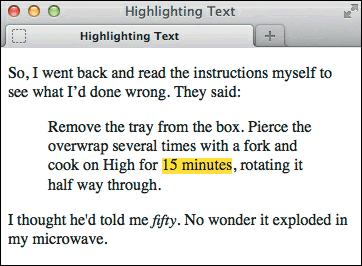 Highlighting Text
Highlighting Text
So, I went back and read the instructions myself to
see what I’d done wrong. They said:
Remove the tray from the box. Pierce the
overwrap several times with a fork and
cook on High for 15 minutes, rotating it
half way through.
I thought he'd told me fifty. No wonder it exploded in
my microwave.